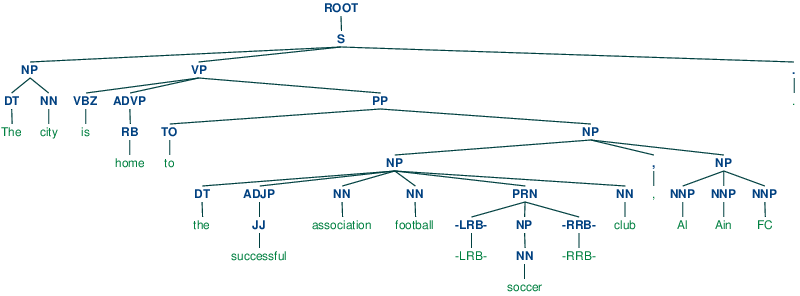 ROOT
S
NP VP .
DT NN VBZ ADVP PP .
The city is RB TO NP
home to NP , NP
DT ADJP NN NN PRN NN , NNP NNP NNP
the JJ association football -LRB- NP -RRB- club Al Ain FC
successful -LRB- NN -RRB-
soccer